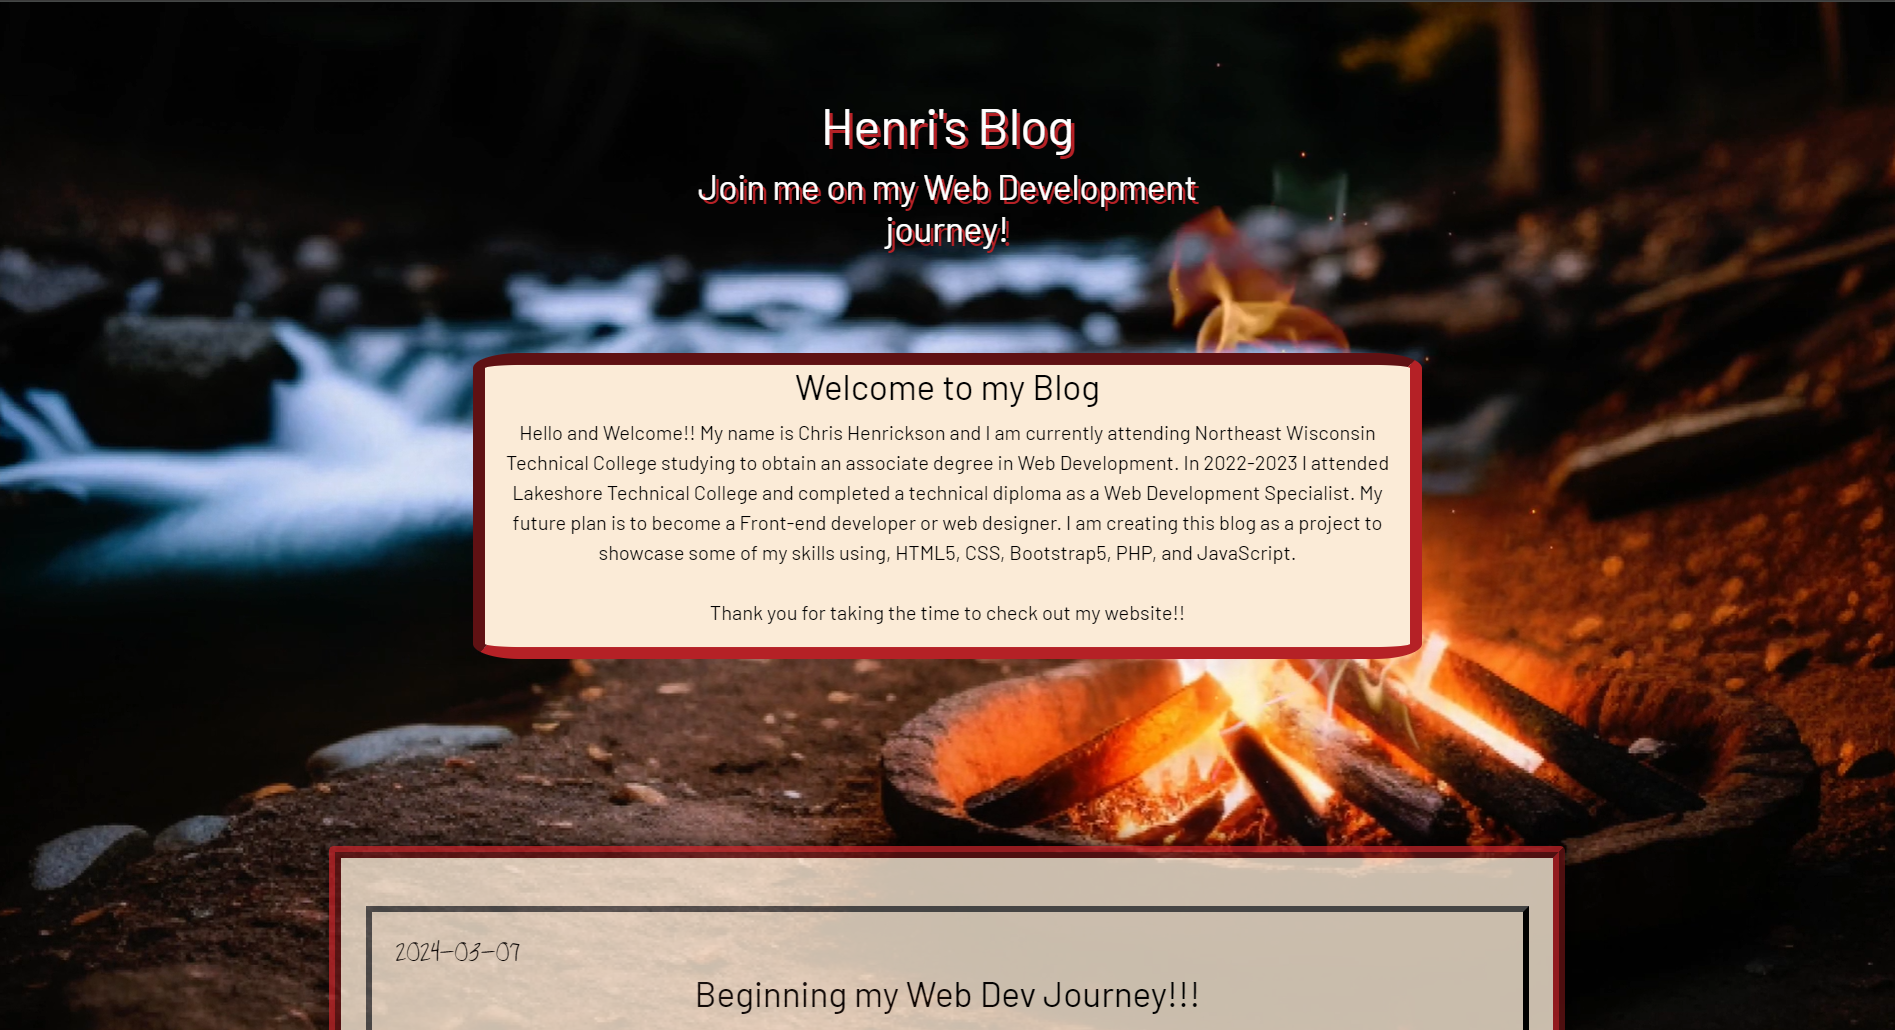 Henri's Blog
Join me on my Web Development
journey!
Welcome to my Blog
Hello and Welcome!! My name is Chris Henrickson and I am currently attending Northeast Wisconsin
Technical College studying to obtain an associate degree in Web Development. In 2022-2023 I attended
Lakeshore Technical College and completed a technical diploma as a Web Development Specialist. My
future plan is to become a Front-end developer or web designer. I am creating this blog as a project to
showcase some of my skills using, HTML5, CSS, Bootstrap5, PHP, and JavaScript.
Thank you for taking the time to check out my website!!
2024-03-07
Beginning my Web Dev Journey!!!